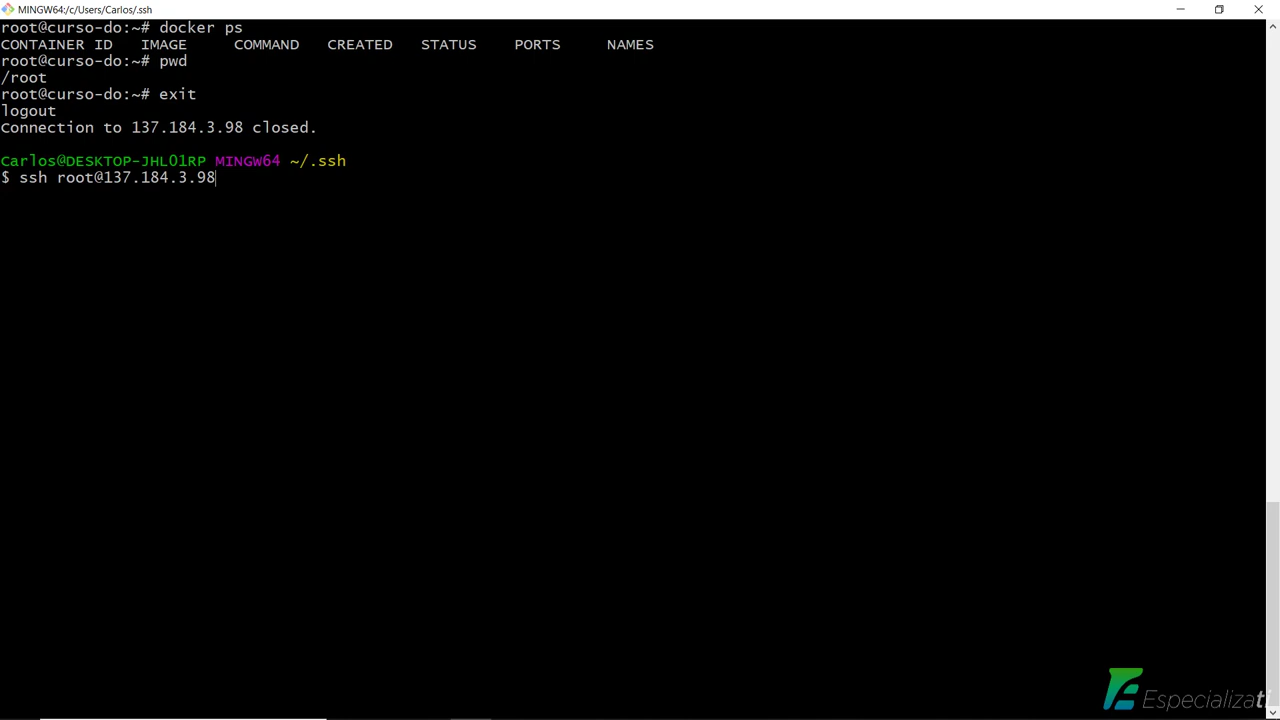 MINGW64:/c/Users/Carlos/.ssh
root@curso-do:~# docker ps
CONTAINER ID   IMAGE     COMMAND   CREATED   STATUS    PORTS     NAMES
root@curso-do:~# pwd
/root
root@curso-do:~# exit
logout
Connection to 137.184.3.98 closed.
Carlos@DESKTOP-JHL01RP MINGW64 ~/.ssh
$ ssh root@137.184.3.98
Especializati